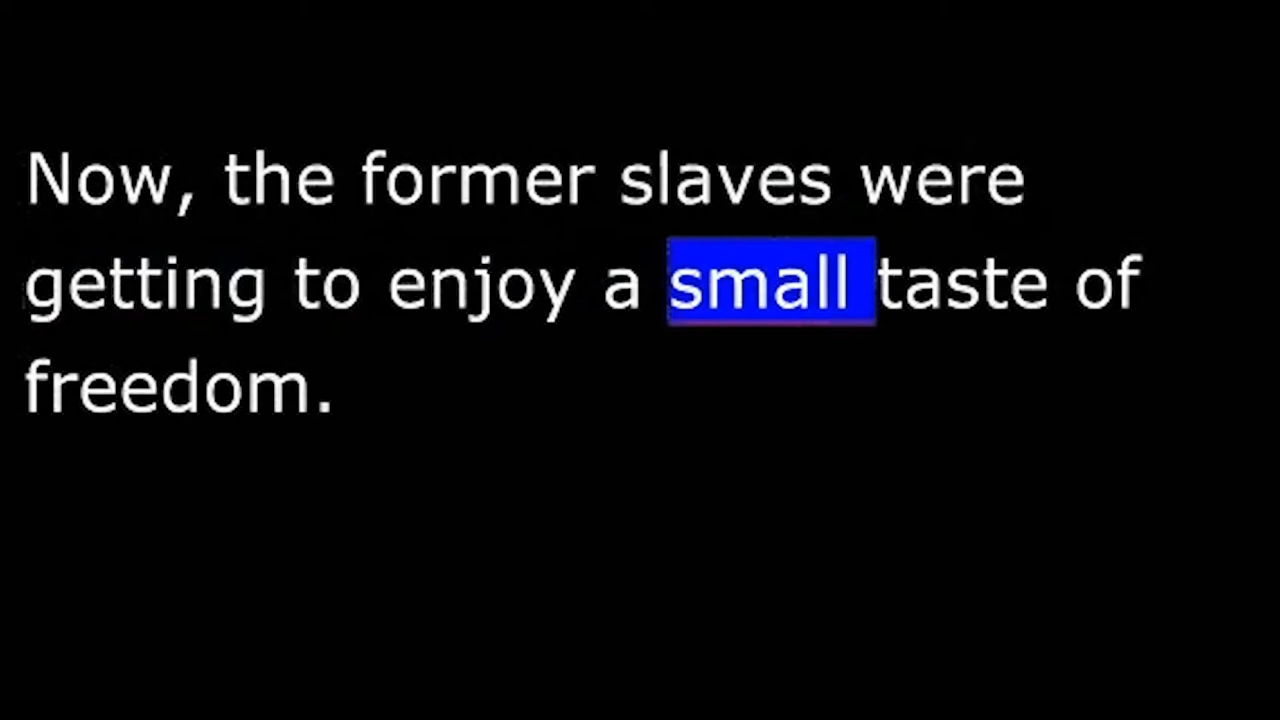 Now, the former slaves were
getting to enjoy a small taste of
freedom.